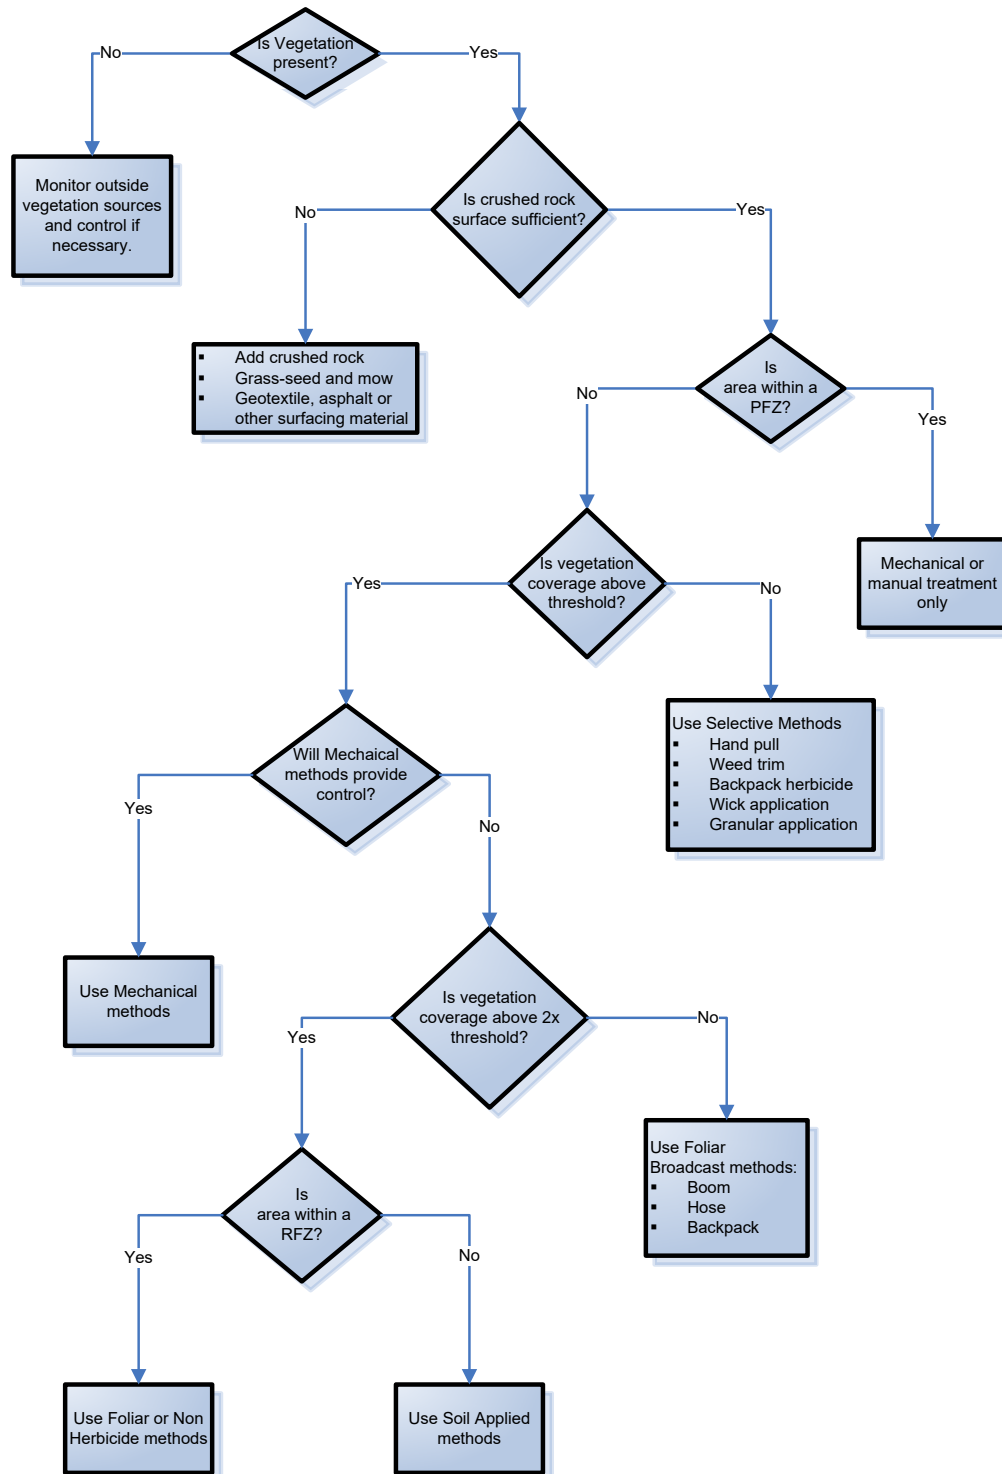 Is Vegetation
present?
No
Yes
Monitor outside
vegetation sources
and control if
necessary.
Is crushed rock
surface sufficient?
No
Yes
▪ Add crushed rock
▪ Grass-seed and mow
▪ Geotextile, asphalt or
other surfacing material
Is
area within a
PFZ?
No
Yes
Mechanical or
manual treatment
only
Is vegetation
coverage above
threshold?
Yes
No
Use Selective Methods
▪ Hand pull
▪ Weed trim
▪ Backpack herbicide
▪ Wick application
▪ Granular application
Will Mechaical
methods provide
control?
Yes
No
Use Mechanical
methods
Is vegetation
coverage above 2x
threshold?
Yes
No
Use Foliar
Broadcast methods:
▪ Boom
▪ Hose
▪ Backpack
Is
area within a
RFZ?
Yes
No
Use Foliar or Non
Herbicide methods
Use Soil Applied
methods